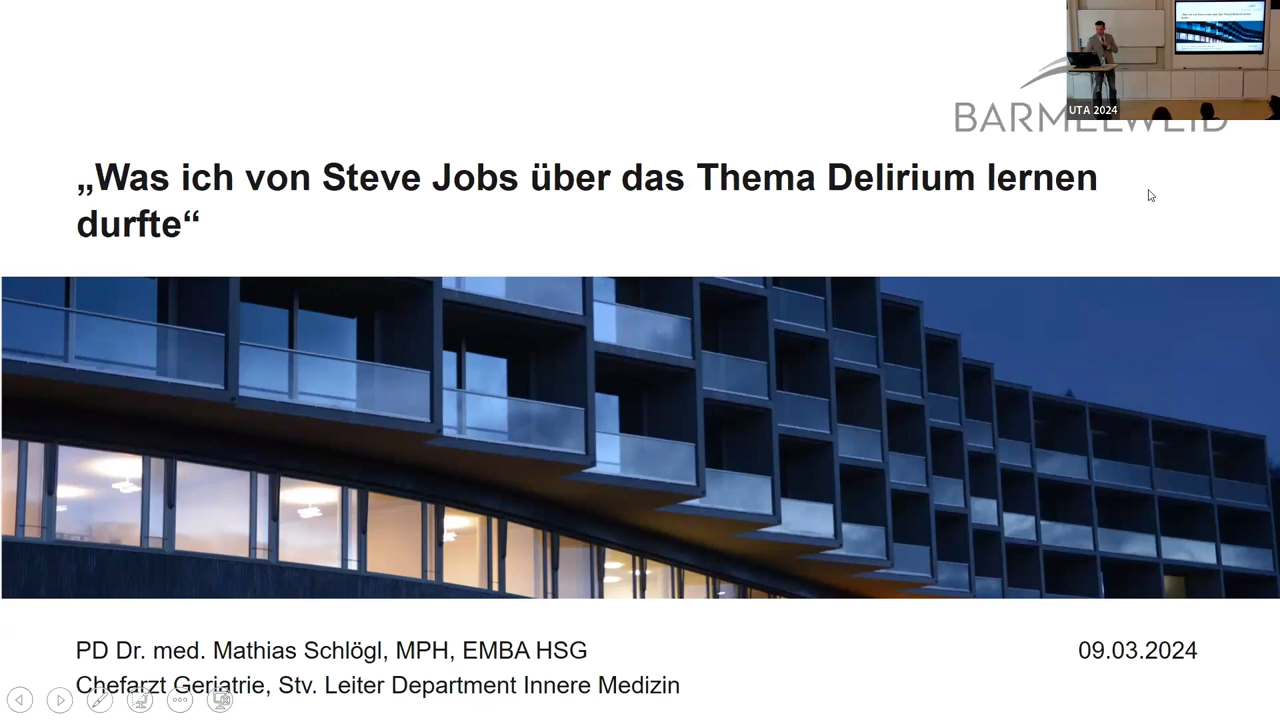 UTA 2024
BARMELWEID
„Was ich von Steve Jobs über das Thema Delirium lernen
durfte“
PD Dr. med. Mathias Schlögl, MPH, EMBA HSG
09.03.2024
Chefarzt Geriatrie, Stv. Leiter Department Innere Medizin